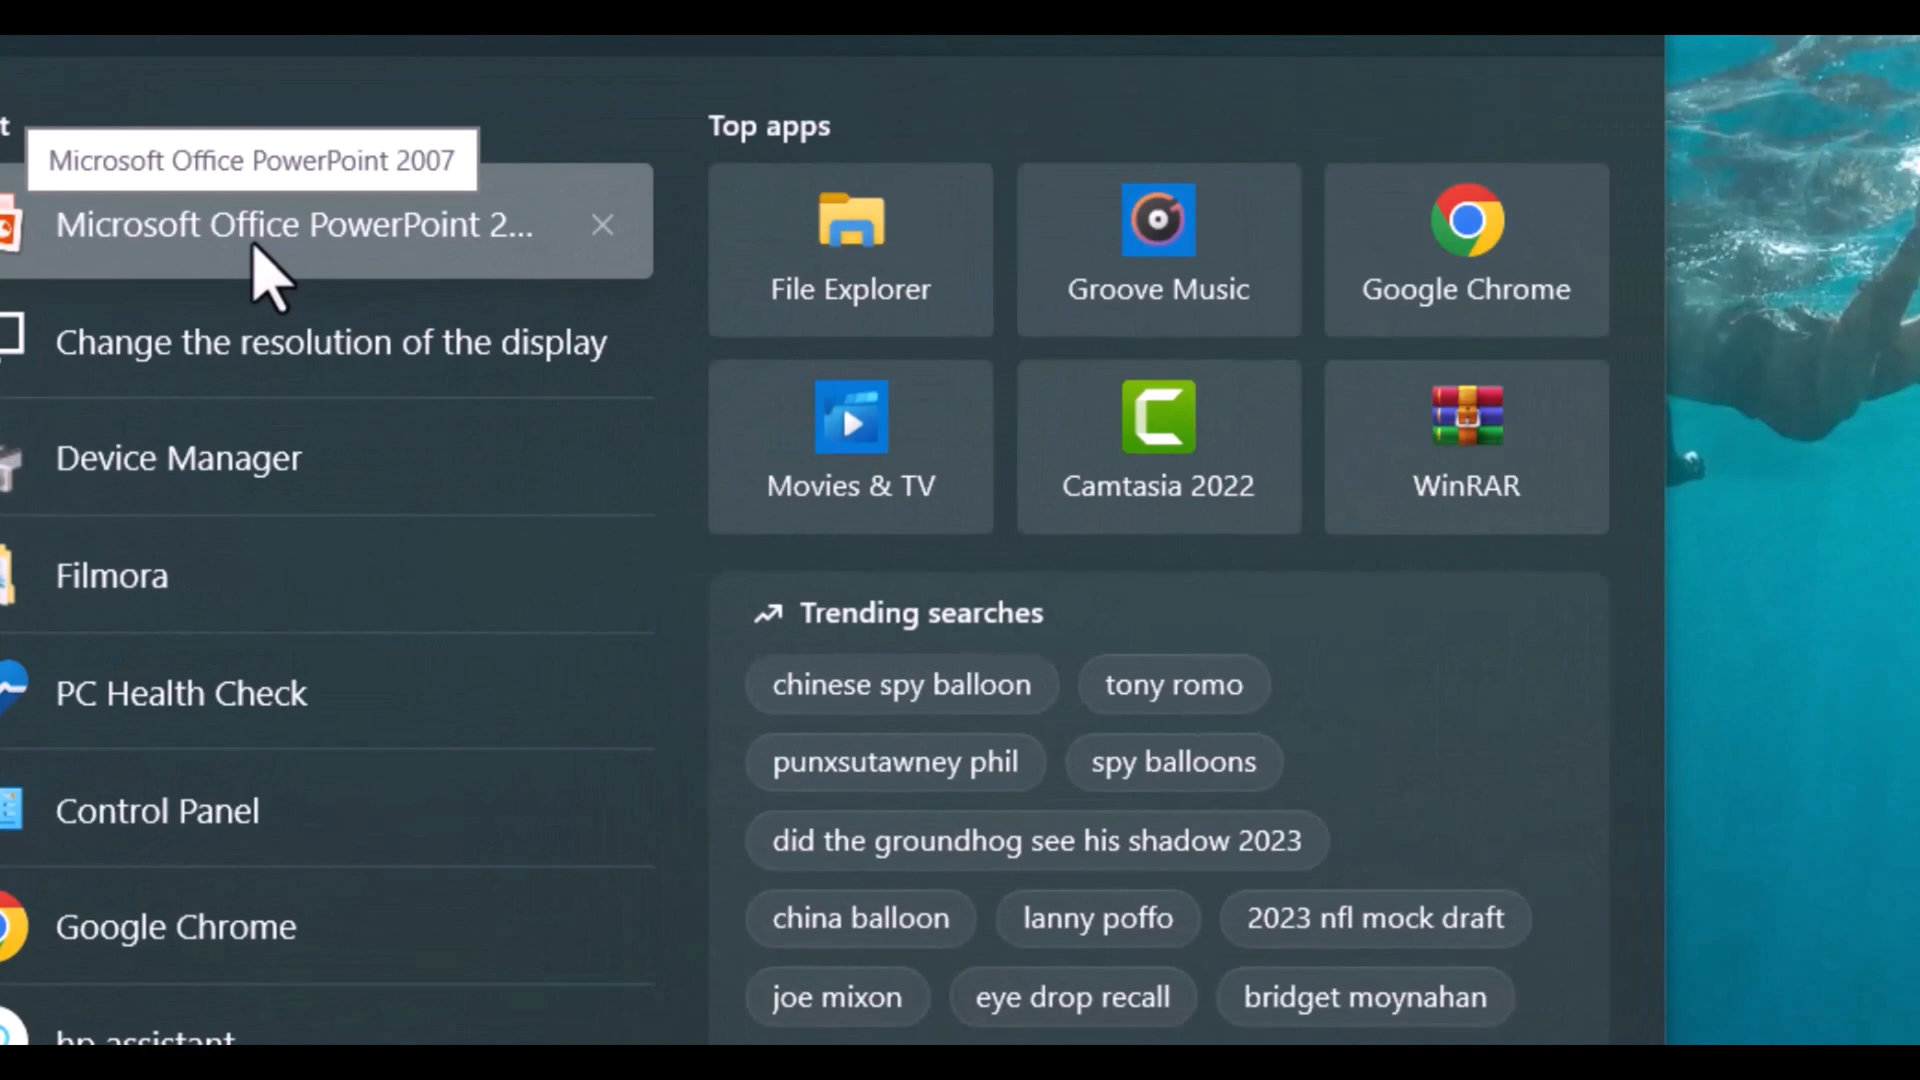 Microsoft Office PowerPoint 2007
Microsoft Office PowerPoint 2...
Change the resolution of the display
Device Manager
Filmora
PC Health Check
Control Panel
Google Chrome
hp assistant
Top apps
File Explorer
Groove Music
Google Chrome
Movies & TV
Camtasia 2022
WinRAR
Trending searches
chinese spy balloon
tony romo
punxsutawney phil
spy balloons
did the groundhog see his shadow 2023
china balloon
lanny poffo
2023 nfl mock draft
joe mixon
eye drop recall
bridget moynahan